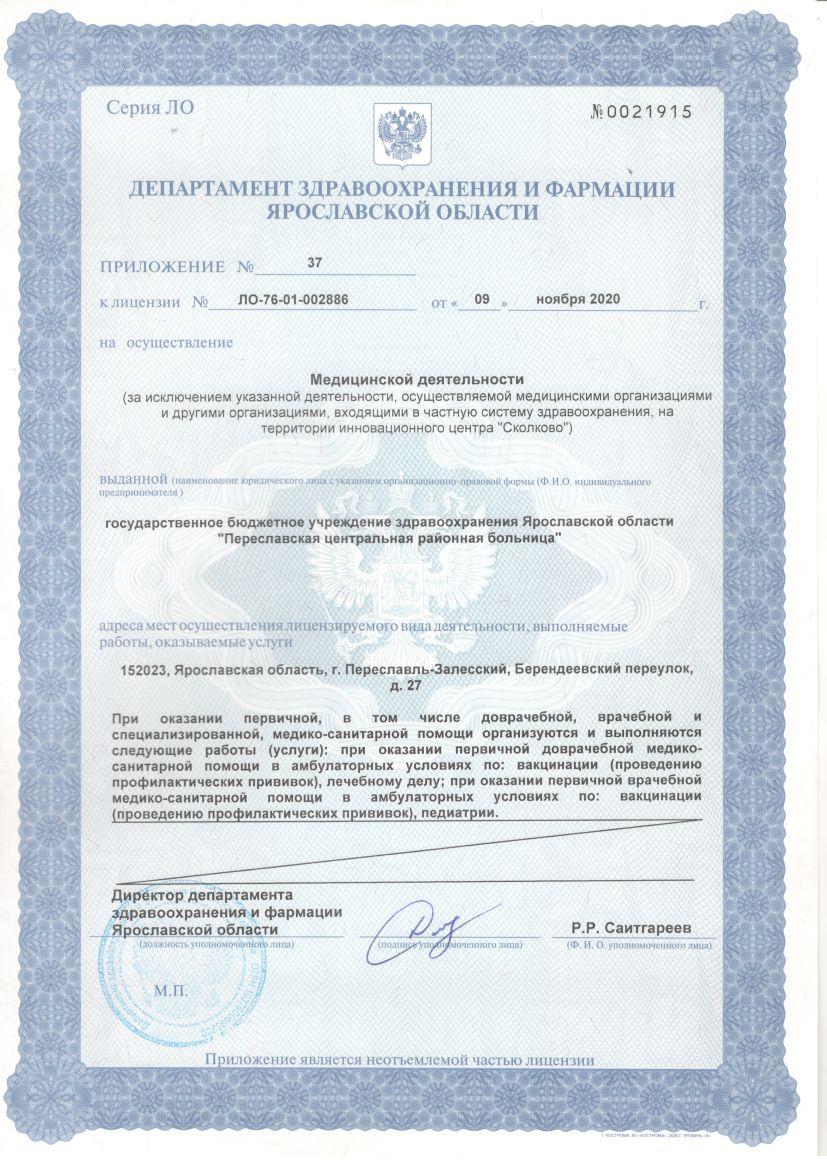 Серия ЛО
№0021915
ДЕПАРТАМЕНТ ЗДРАВООХРАНЕНИЯ И ФАРМАЦИИ
ЯРОСЛАВСКОЙ ОБЛАСТИ
ПРИЛОЖЕНИЕ № 37
к лицензии № ЛО-76-01-002886 от « 09 » ноября 2020 г.
на осуществление
Медицинской деятельности
(за исключением указанной деятельности, осуществляемой медицинскими организациями
и другими организациями, входящими в частную систему здравоохранения, на
территории инновационного центра "Сколково")
выданной (наименование юридического лица с указанием организационно-правовой формы (Ф.И.О. индивидуального
предпринимателя )
государственное бюджетное учреждение здравоохранения Ярославской области
"Переславская центральная районная больница"
адреса мест осуществления лицензируемого вида деятельности, выполняемые
работы, оказываемые услуги
152023, Ярославская область, г. Переславль-Залесский, Берендеевский переулок,
д. 27
При оказании первичной, в том числе доврачебной, врачебной и
специализированной, медико-санитарной помощи организуются и выполняются
следующие работы (услуги): при оказании первичной доврачебной медико-
санитарной помощи в амбулаторных условиях по: вакцинации (проведению
профилактических прививок), лечебному делу; при оказании первичной врачебной
медико-санитарной помощи в амбулаторных условиях по: вакцинации
(проведению профилактических прививок), педиатрии.
Директор департамента
здравоохранения и фармации
Ярославской области
Р.Р. Саитгареев
(должность уполномоченного лица)
(подпись уполномоченного лица)
(Ф. И. О. уполномоченного лица)
М.П.
Приложение является неотъемлемой частью лицензии